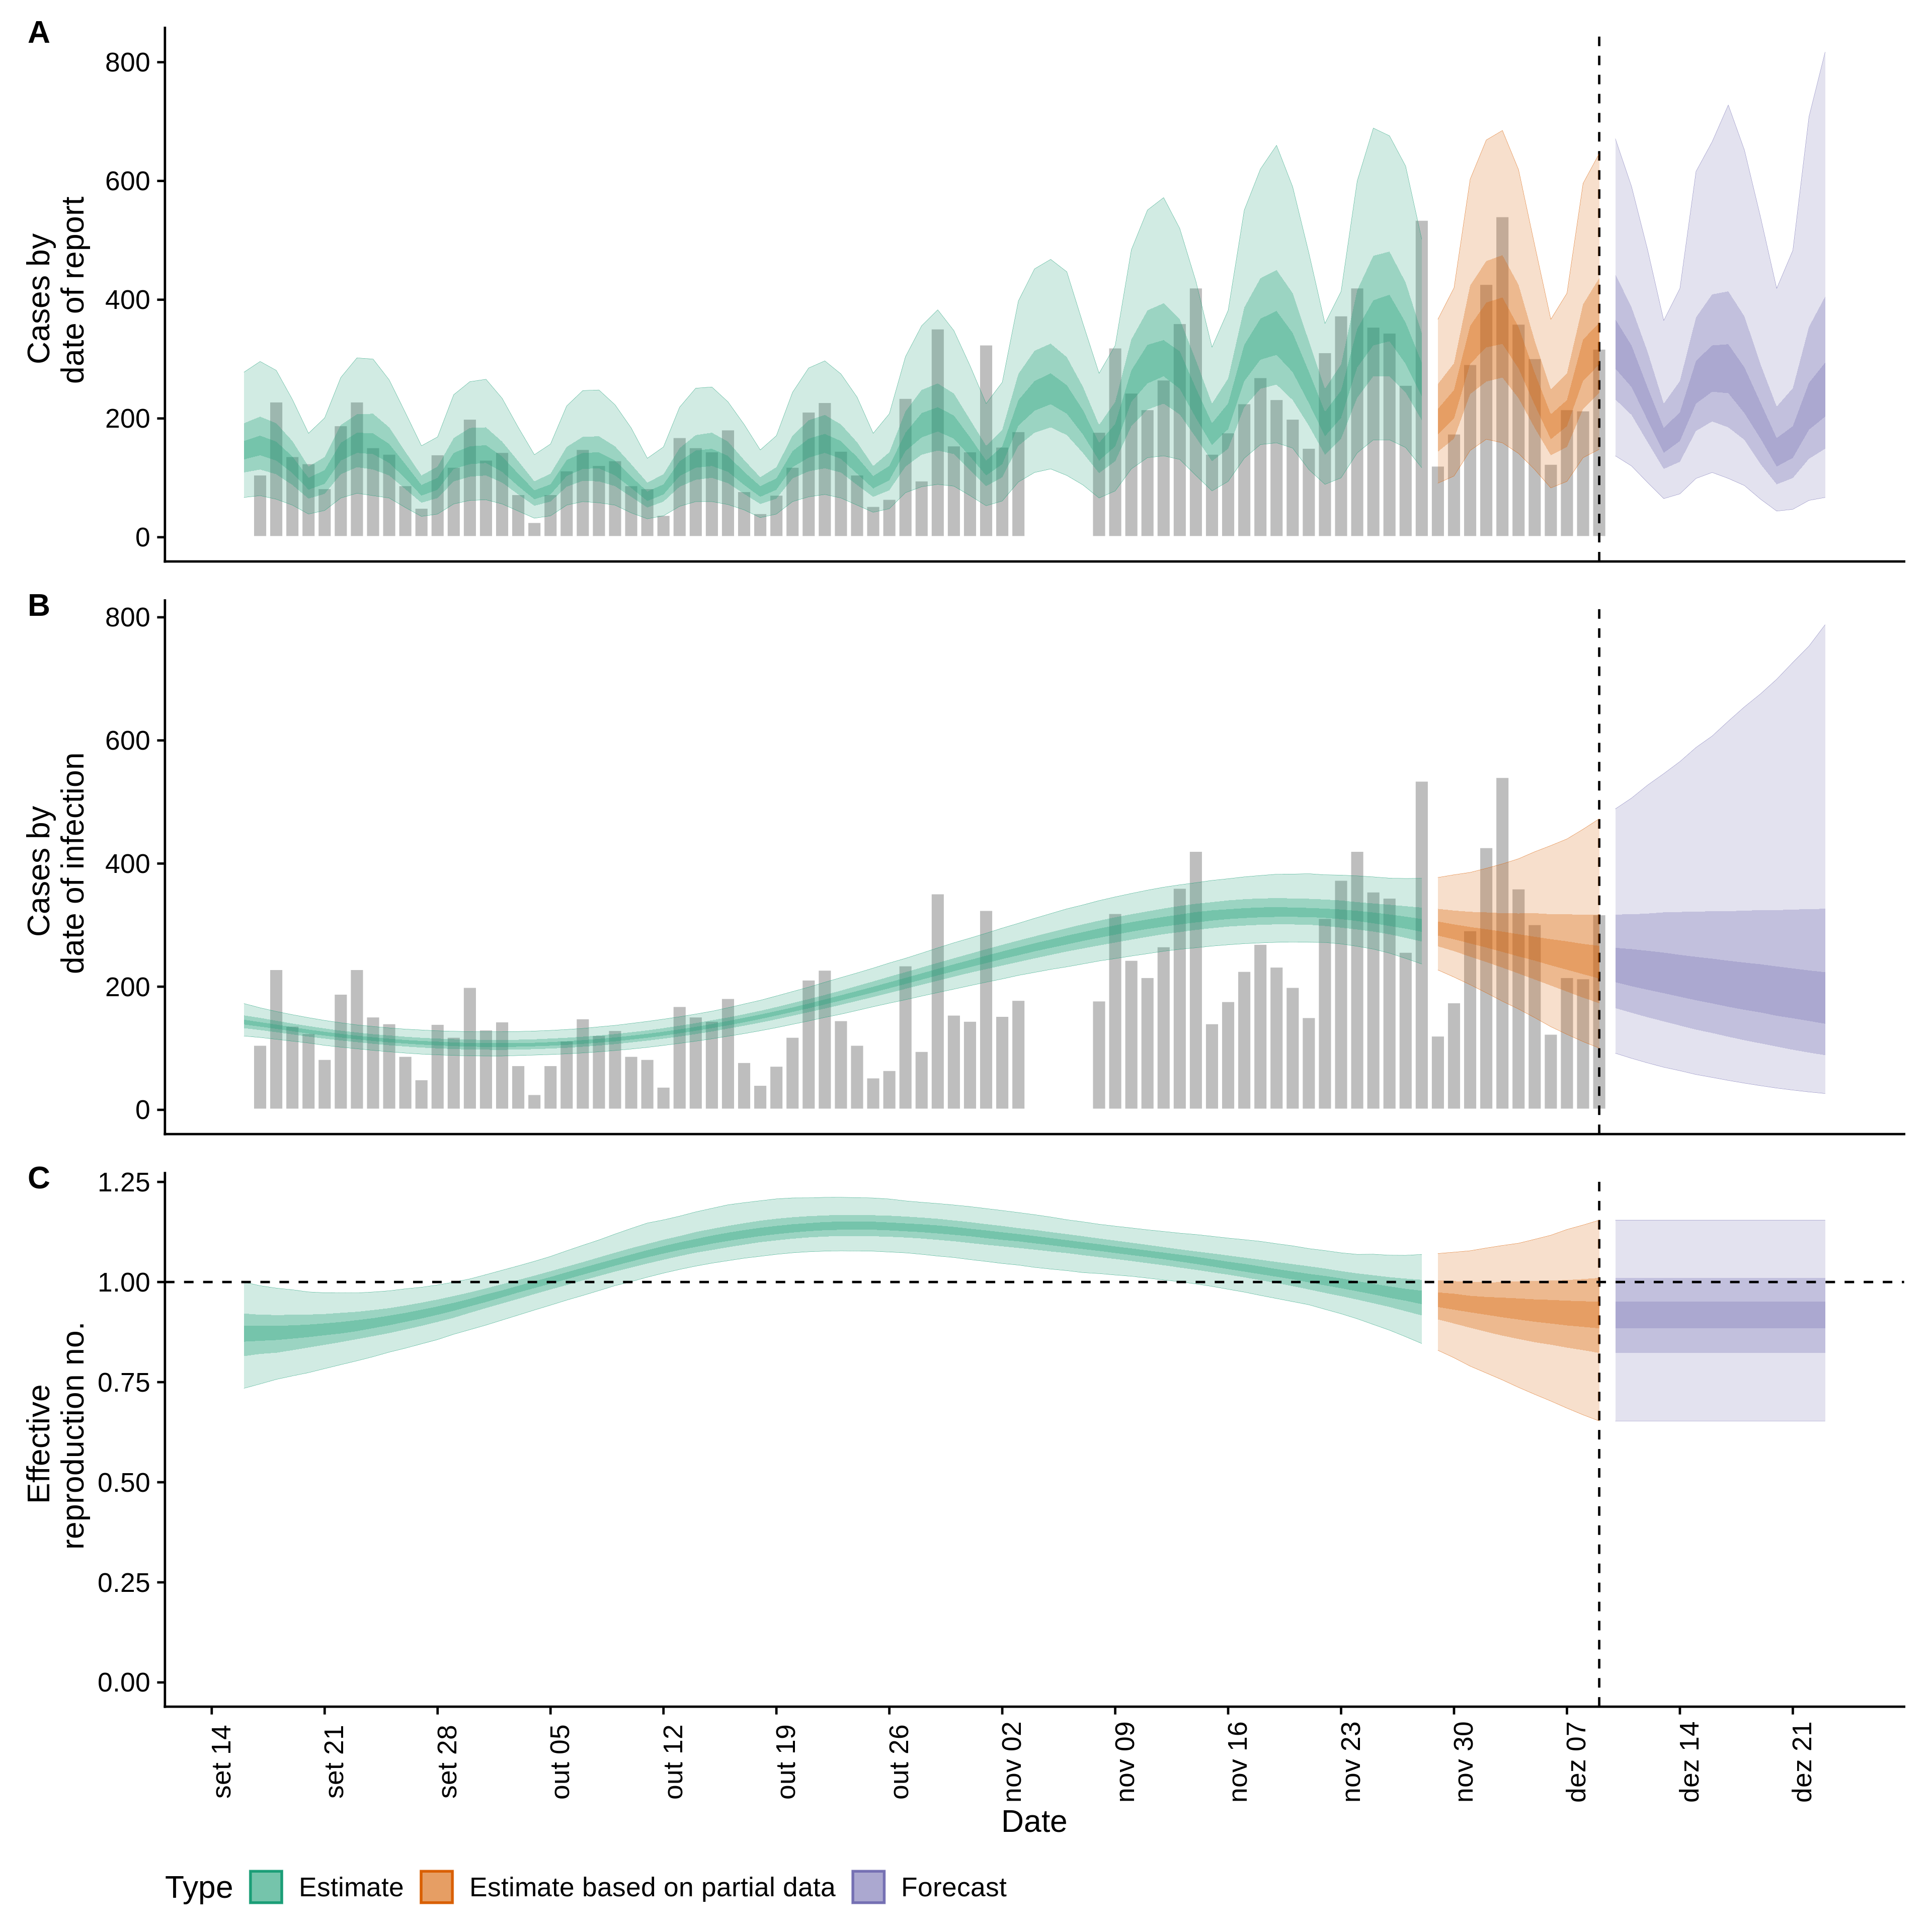 A
800
600
400
200
0
Cases by
date of report
B
800
600
400
200
0
Cases by
date of infection
C
1.25
1.00
0.75
0.50
0.25
0.00
Effective
reproduction no.
set 14
set 21
set 28
out 05
out 12
out 19
out 26
nov 02
nov 09
nov 16
nov 23
nov 30
dez 07
dez 14
dez 21
Date
Type Estimate Estimate based on partial data Forecast